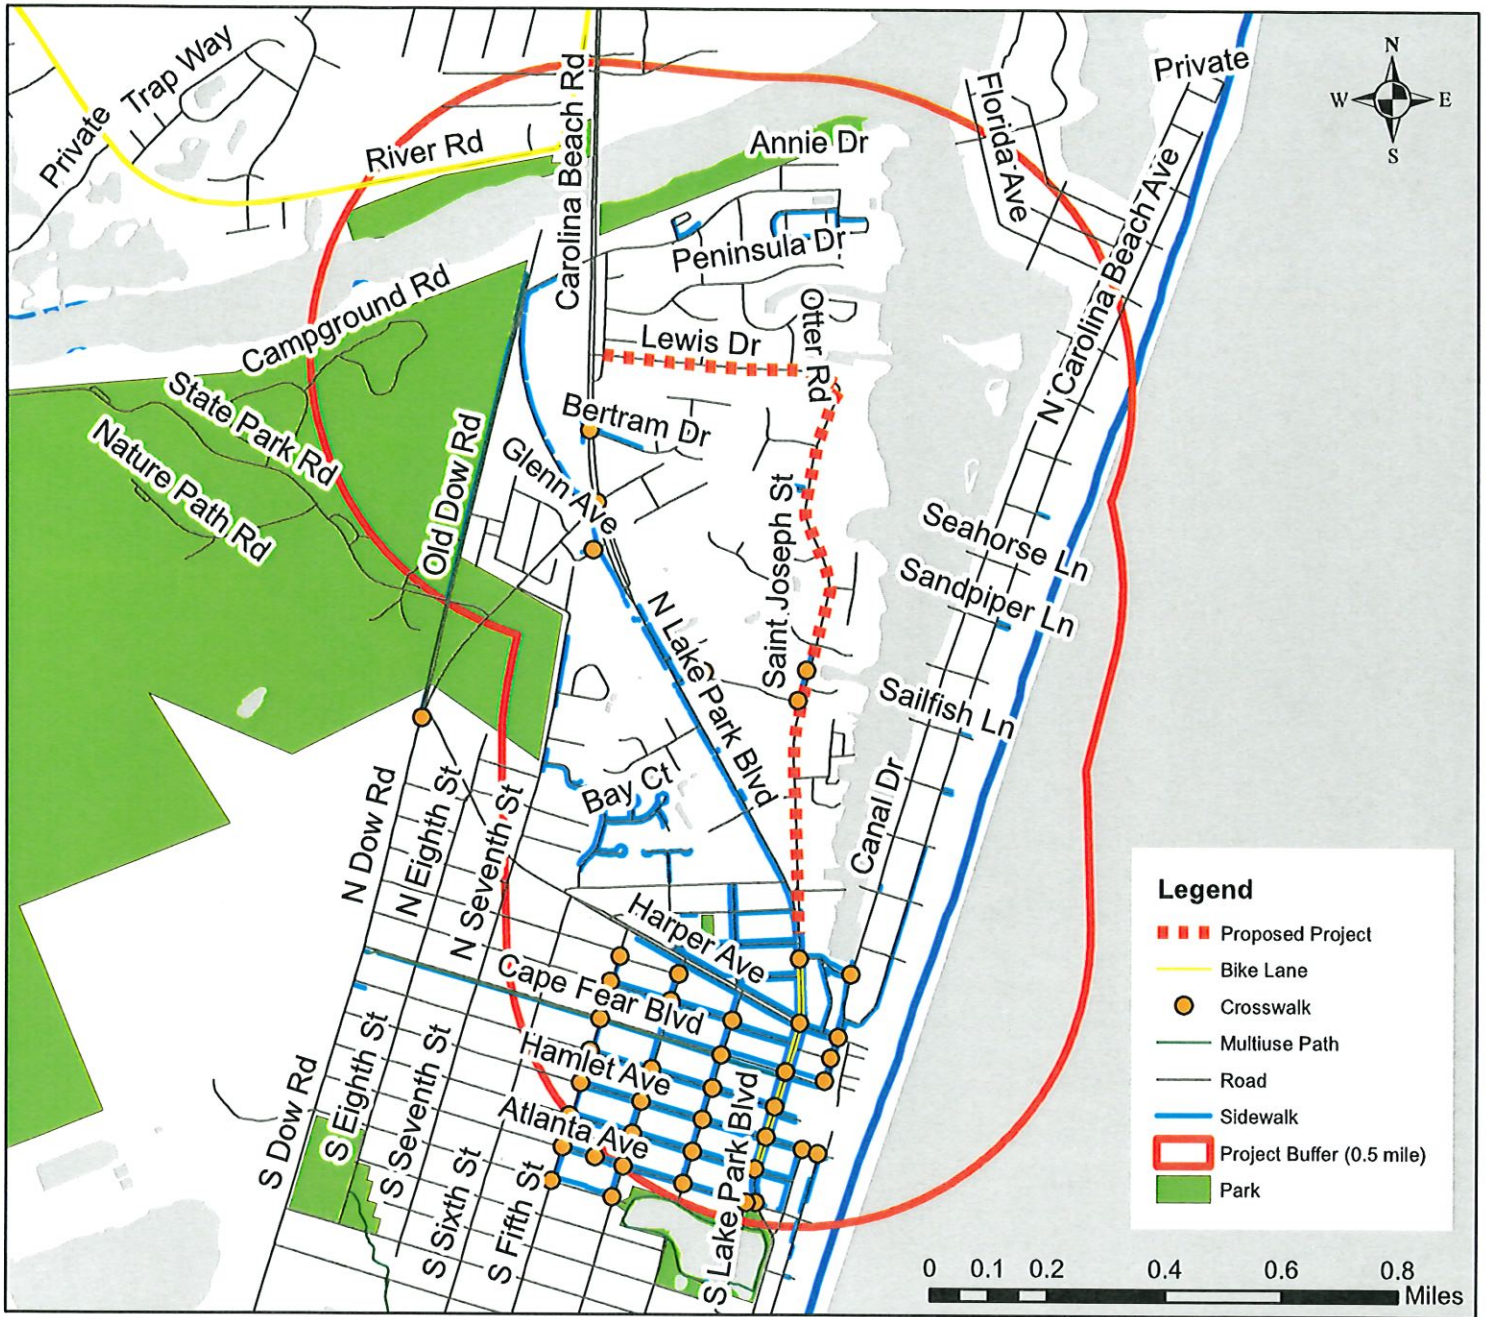 Private
Trap Way
Private
N
W
E
S
River Rd
Carolina Beach Rd
Annie Dr
Florida Ave
N Carolina Beach Ave
Peninsula Dr
Campground Rd
Otter Rd
Lewis Dr
State Park Rd
Nature Path Rd
Old Dow Rd
Bertram Dr
Glenn Ave
Saint Joseph St
Seahorse Ln
Sandpiper Ln
N Lake Park Blvd
Sailfish Ln
Bay Ct
Canal Dr
N Dow Rd
N Eighth St
N Seventh St
Harper Ave
Cape Fear Blvd
Hamlet Ave
Atlanta Ave
S Dow Rd
S Eighth St
S Seventh St
S Sixth St
S Fifth St
S Lake Park Blvd
Legend
Proposed Project
Bike Lane
Crosswalk
Multiuse Path
Road
Sidewalk
Project Buffer (0.5 mile)
Park
0 0.1 0.2 0.4 0.6 0.8
Miles